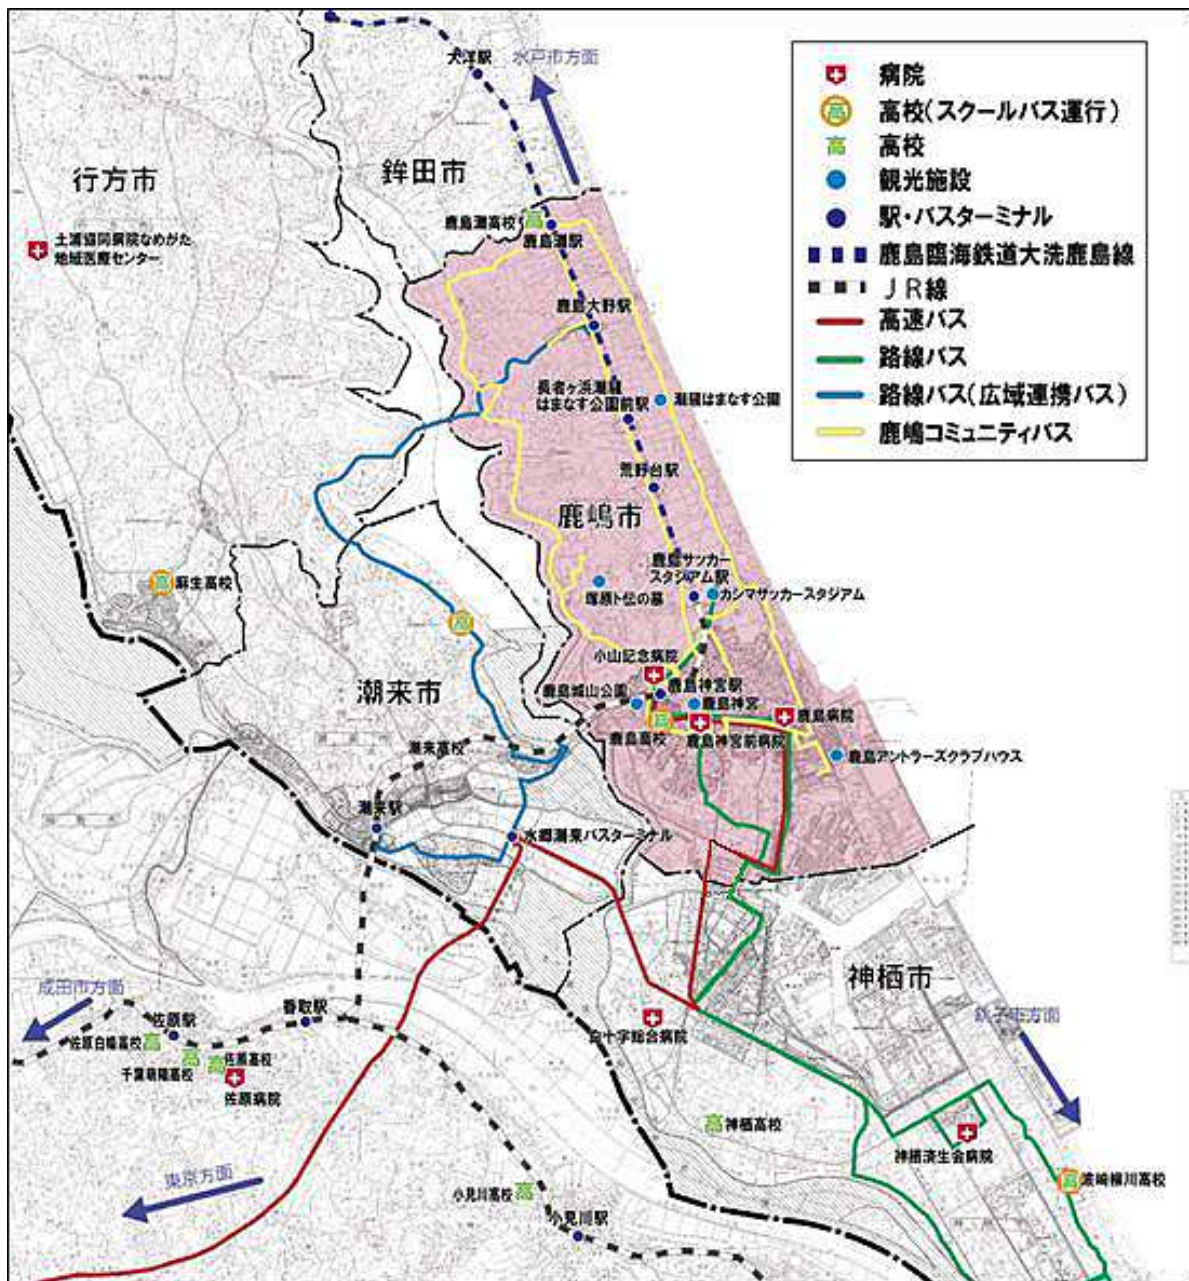 病院
高校(スクールバス運行)
高校
観光施設
駅・バスターミナル
鹿島臨海鉄道大洗鹿島線
JR線
高速バス
路線バス
路線バス(広域連携バス)
鹿嶋コミュニティバス
大洋駅
水戸市方面
行方市
鉾田市
土浦協同病院なめがた
地域医療センター
高
鹿島灘高校
鹿島灘駅
鹿島大野駅
長者ヶ浜潮騒
はまなす公園前駅
潮騒はまなす公園
荒野台駅
鹿嶋市
高
麻生高校
鹿島サッカー
スタジアム駅
塚原卜伝の墓
カシマサッカースタジアム
高
小山記念病院
潮来市
鹿島城山公園
鹿島神宮駅
鹿島神宮
高
鹿島高校
鹿島神宮前病院
鹿島病院
潮来高校
鹿島アントラーズクラブハウス
潮来駅
水郷潮来バスターミナル
神栖市
成田市方面
佐原駅
香取駅
白十字総合病院
銚子市方面
佐原白楊高校
高
千葉萌陽高校
高
高
佐原高校
佐原病院
高
神栖高校
神栖済生会病院
東京方面
小見川高校
高
高
波崎柳川高校
小見川駅